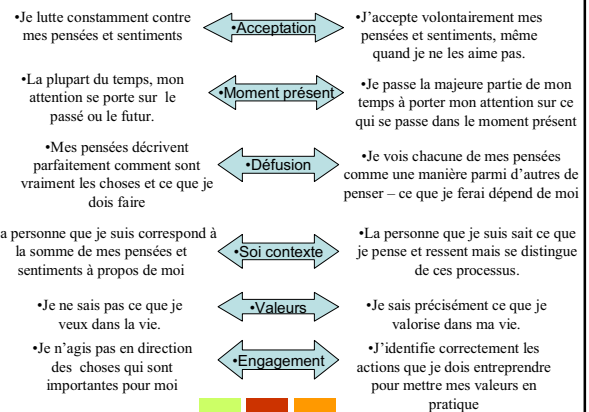 •Je lutte constamment contre
mes pensées et sentiments
•Acceptation
•J'accepte volontairement mes
pensées et sentiments, même
quand je ne les aime pas.
•La plupart du temps, mon
attention se porte sur le
passé ou le futur.
•Moment présent
•Je passe la majeure partie de mon
temps à porter mon attention sur ce
qui se passe dans le moment présent
•Mes pensées décrivent
parfaitement comment sont
vraiment les choses et ce que je
dois faire
•Défusion
•Je vois chacune de mes pensées
comme une manière parmi d'autres de
penser – ce que je ferai dépend de moi
a personne que je suis correspond à
la somme de mes pensées et
sentiments à propos de moi
•Soi contexte
•La personne que je suis sait ce que
je pense et ressent mais se distingue
de ces processus.
•Je ne sais pas ce que je
veux dans la vie.
•Valeurs
•Je sais précisément ce que je
valorise dans ma vie.
•Je n'agis pas en direction
des choses qui sont
importantes pour moi
•Engagement
•J'identifie correctement les
actions que je dois entreprendre
pour mettre mes valeurs en
pratique